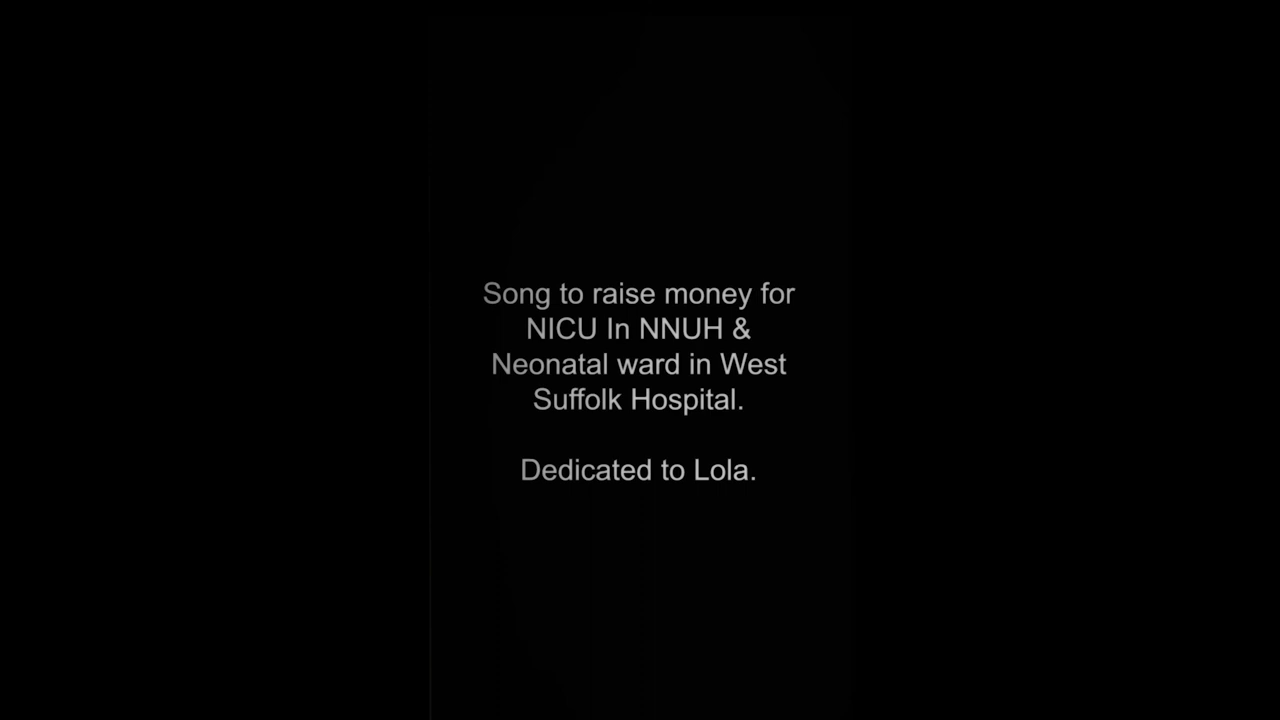 Song to raise money for
NICU In NNUH &
Neonatal ward in West
Suffolk Hospital.
Dedicated to Lola.